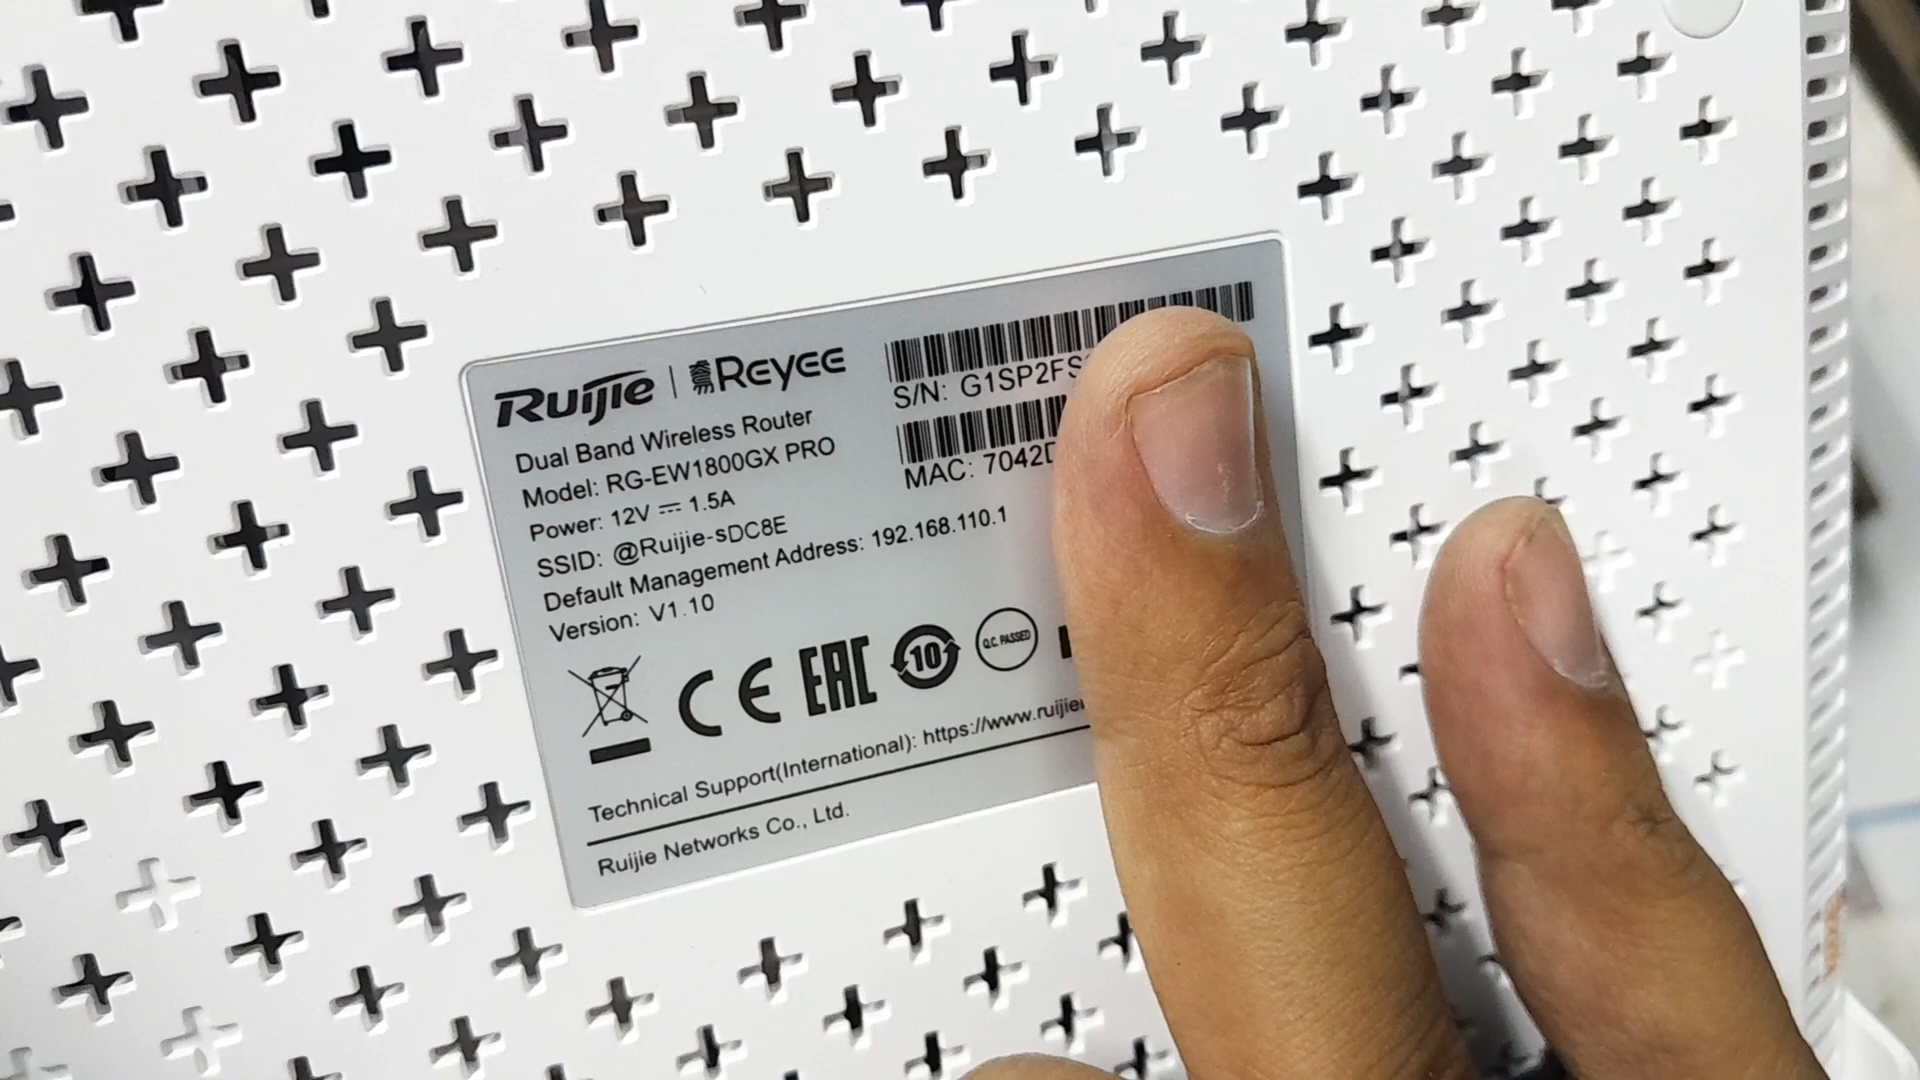 Ruijie | Reyee
Dual Band Wireless Router
Model: RG-EW1800GX PRO
Power: 12V ⎓ 1.5A
SSID: @Ruijie-sDC8E
Default Management Address: 192.168.110.1
Version: V1.10
S/N: G1SP2FS
MAC: 7042D
CE EAC 10 Q.C. PASSED
Technical Support(International): https://www.ruijie
Ruijie Networks Co., Ltd.